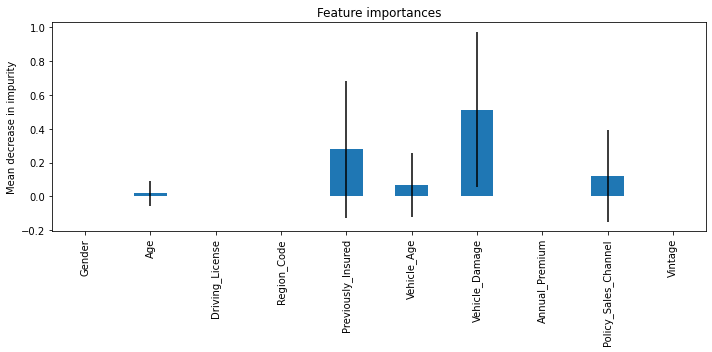 Feature importances
Mean decrease in impurity
1.0
0.8
0.6
0.4
0.2
0.0
−0.2
Gender
Age
Driving_License
Region_Code
Previously_Insured
Vehicle_Age
Vehicle_Damage
Annual_Premium
Policy_Sales_Channel
Vintage